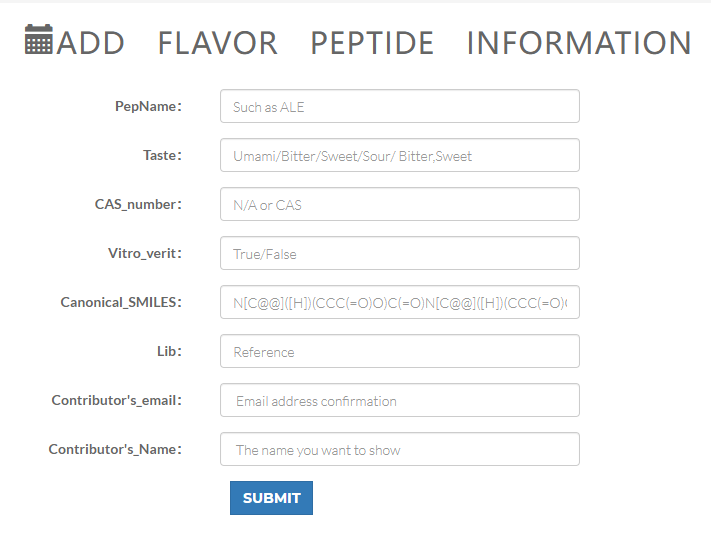 ADD FLAVOR PEPTIDE INFORMATION
PepName: Such as ALE
Taste: Umami/Bitter/Sweet/Sour/ Bitter,Sweet
CAS_number: N/A or CAS
Vitro_verit: True/False
Canonical_SMILES: N[C@@]([H])(CCC(=O)O)C(=O)N[C@@]([H])(CCC(=O)
Lib: Reference
Contributor's_email: Email address confirmation
Contributor's_Name: The name you want to show
SUBMIT